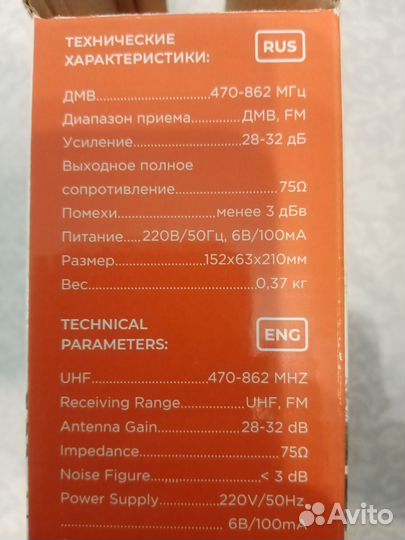 ТЕХНИЧЕСКИЕ
ХАРАКТЕРИСТИКИ:
RUS
ДМВ....................470-862 МГц
Диапазон приема.........ДМВ, FM
Усиление........................28-32 дБ
Выходное полное
сопротивление......................75Ω
Помехи...................менее 3 дБв
Питание....220В/50Гц, 6В/100мА
Размер..................152x63x210мм
Вес...................................0,37 кг
TECHNICAL
PARAMETERS:
ENG
UHF.......................470-862 MHZ
Receiving Range...........UHF, FM
Antenna Gain...............28-32 dB
Impedance...........................75Ω
Noise Figure......................< 3 dB
Power Supply...........220V/50Hz,
.............................6В/100mA
Avito